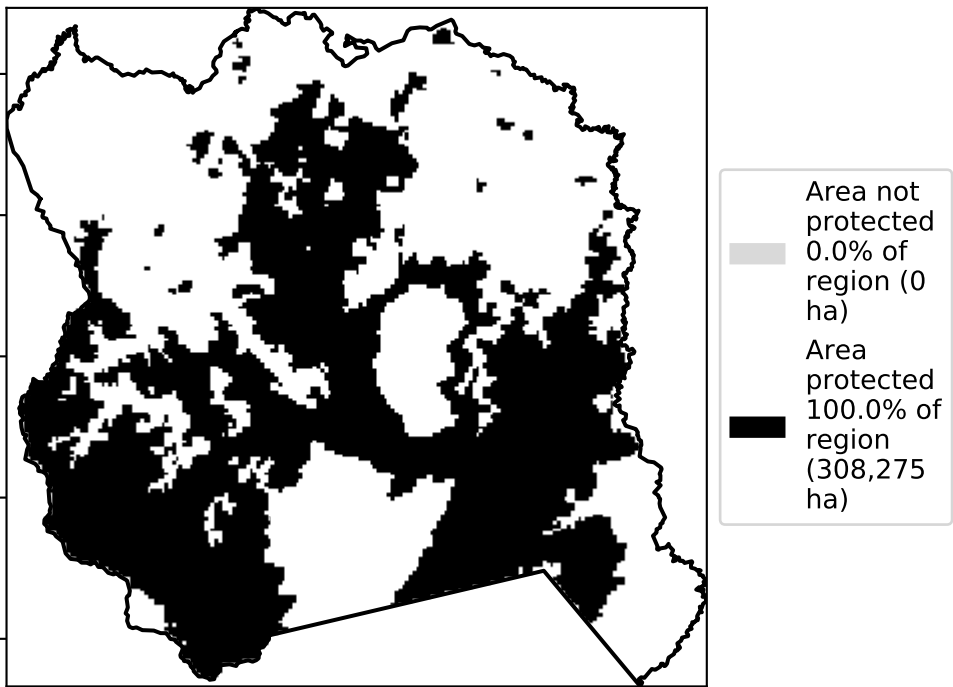 Area not
protected
0.0% of
region (0
ha)
Area
protected
100.0% of
region
(308,275
ha)